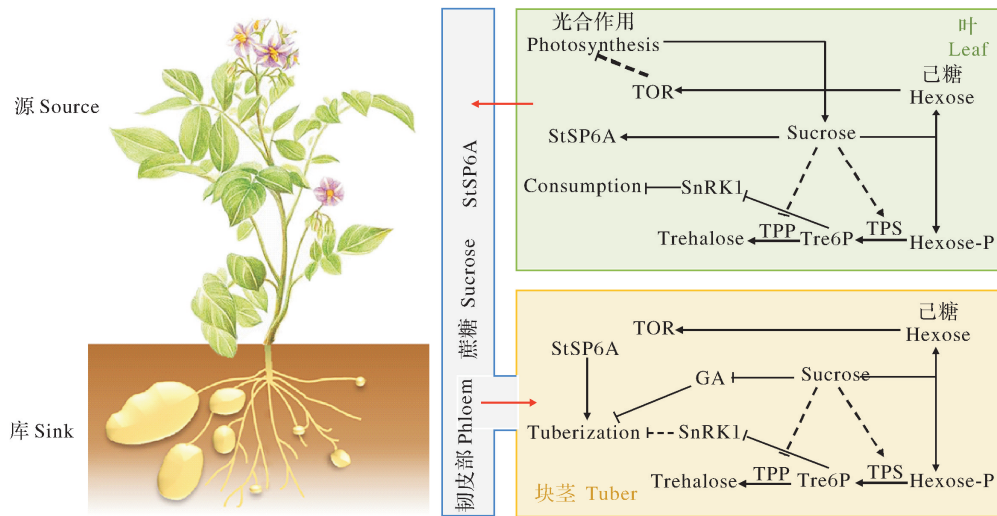 源 Source
库 Sink
StSP6A
蔗糖 Sucrose
韧皮部 Phloem
叶
Leaf
光合作用
Photosynthesis
己糖
TOR
Hexose
StSP6A
Sucrose
Consumption
SnRK1
TPP
TPS
Trehalose
Tre6P
Hexose-P
己糖
TOR
Hexose
StSP6A
GA
Sucrose
Tuberization
SnRK1
TPP
TPS
Trehalose
Tre6P
Hexose-P
块茎 Tuber